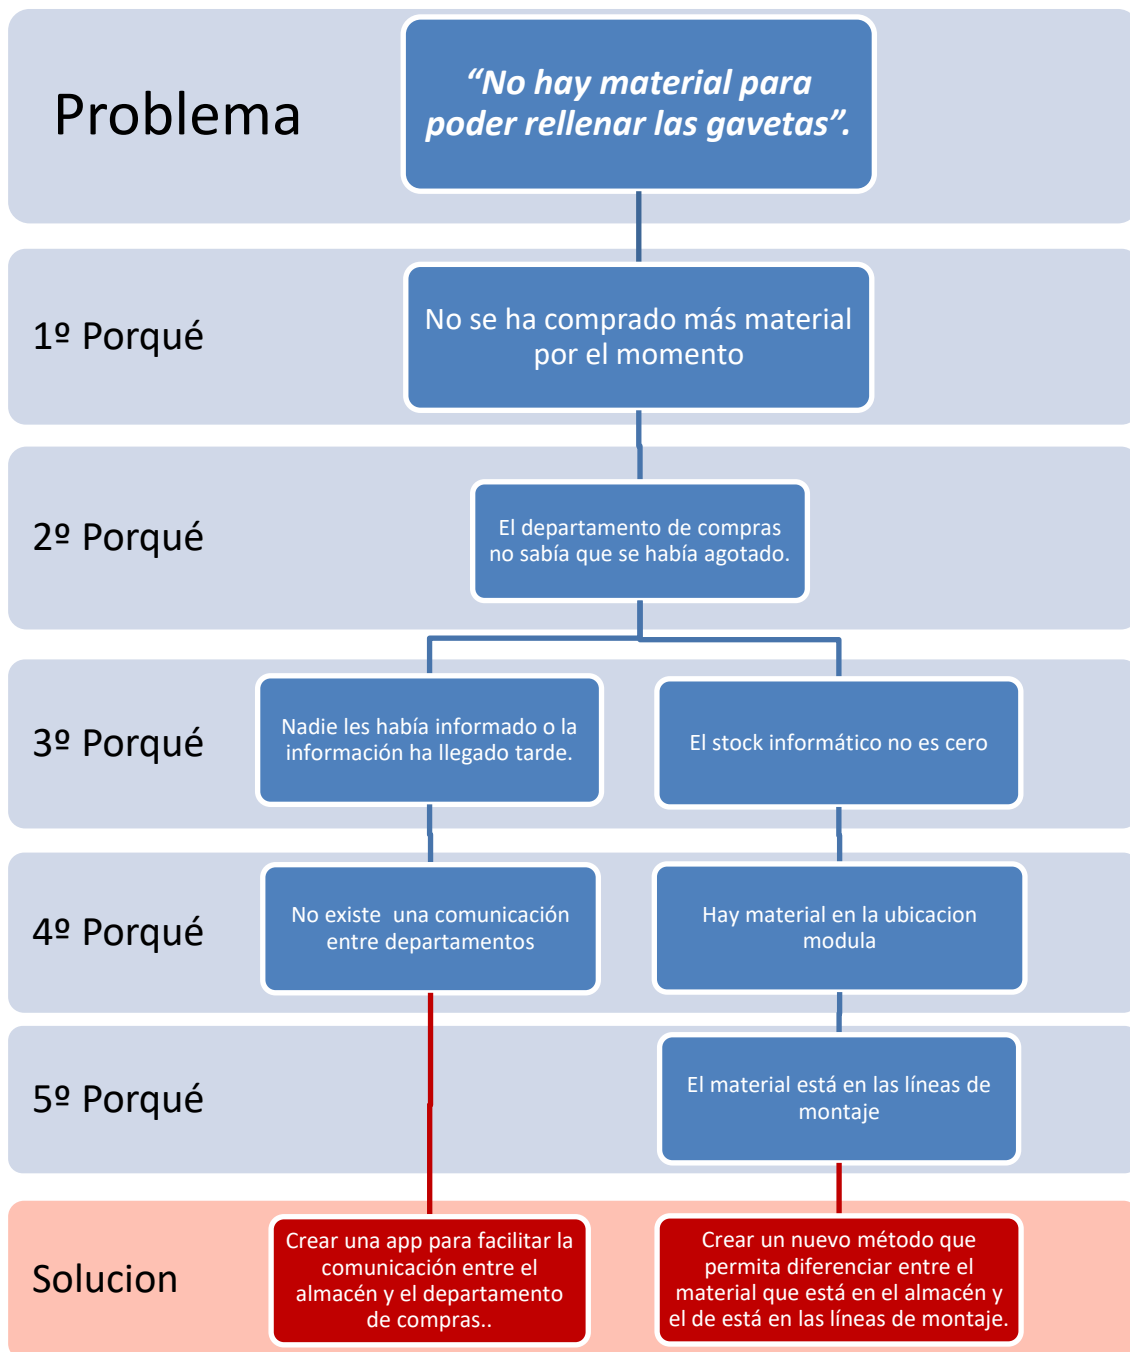 Problema
“No hay material para
poder rellenar las gavetas”.
1º Porqué
No se ha comprado más material
por el momento
2º Porqué
El departamento de compras
no sabía que se había agotado.
3º Porqué
Nadie les había informado o la
información ha llegado tarde.
El stock informático no es cero
4º Porqué
No existe  una comunicación
entre departamentos
Hay material en la ubicacion
modula
5º Porqué
El material está en las líneas de
montaje
Solucion
Crear una app para facilitar la
comunicación entre el
almacén y el departamento
de compras..
Crear un nuevo método que
permita diferenciar entre el
material que está en el almacén y
el de está en las líneas de montaje.